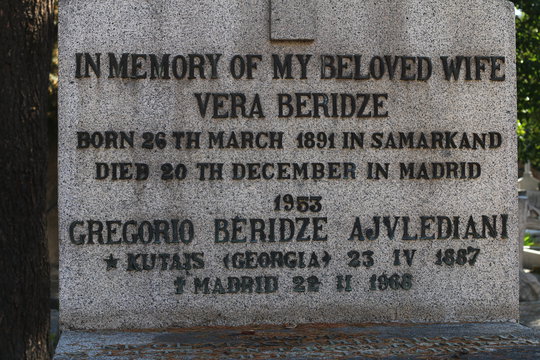 IN MEMORY OF MY BELOVED WIFE
VERA BERIDZE
BORN 26 TH MARCH 1891 IN SAMARKAND
DIED 20 TH DECEMBER IN MADRID
1953
GREGORIO BERIDZE AJVLEDIANI
★ KUTAIS (GEORGIA) 23 IV 1887
† MADRID 22 II 1968